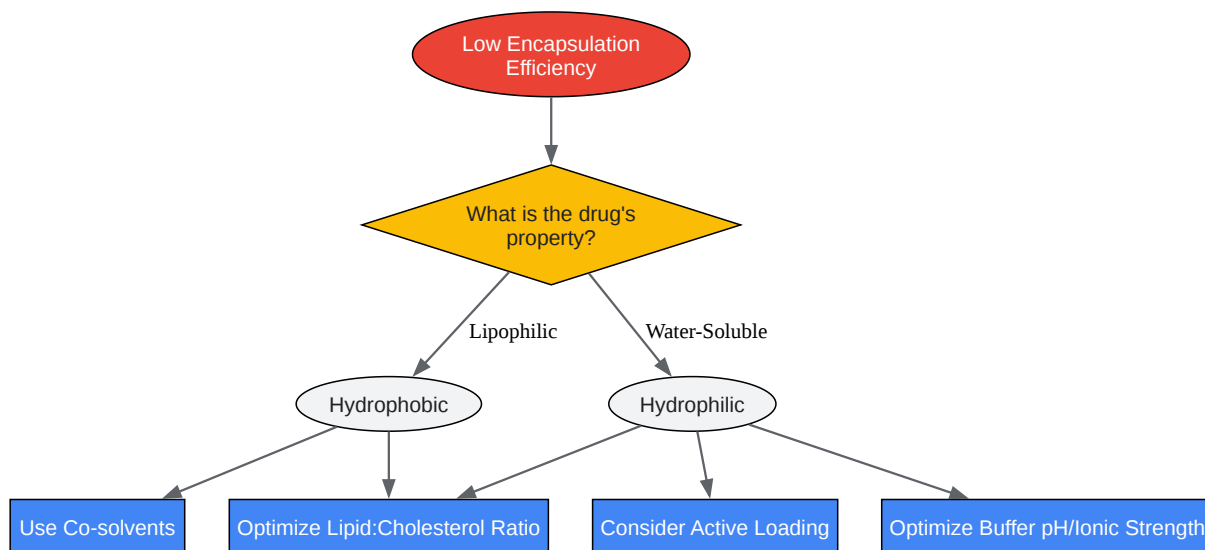 Low Encapsulation
Efficiency
What is the drug's
property?
Lipophilic
Water-Soluble
Hydrophobic
Hydrophilic
Use Co-solvents
Optimize Lipid:Cholesterol Ratio
Consider Active Loading
Optimize Buffer pH/Ionic Strength